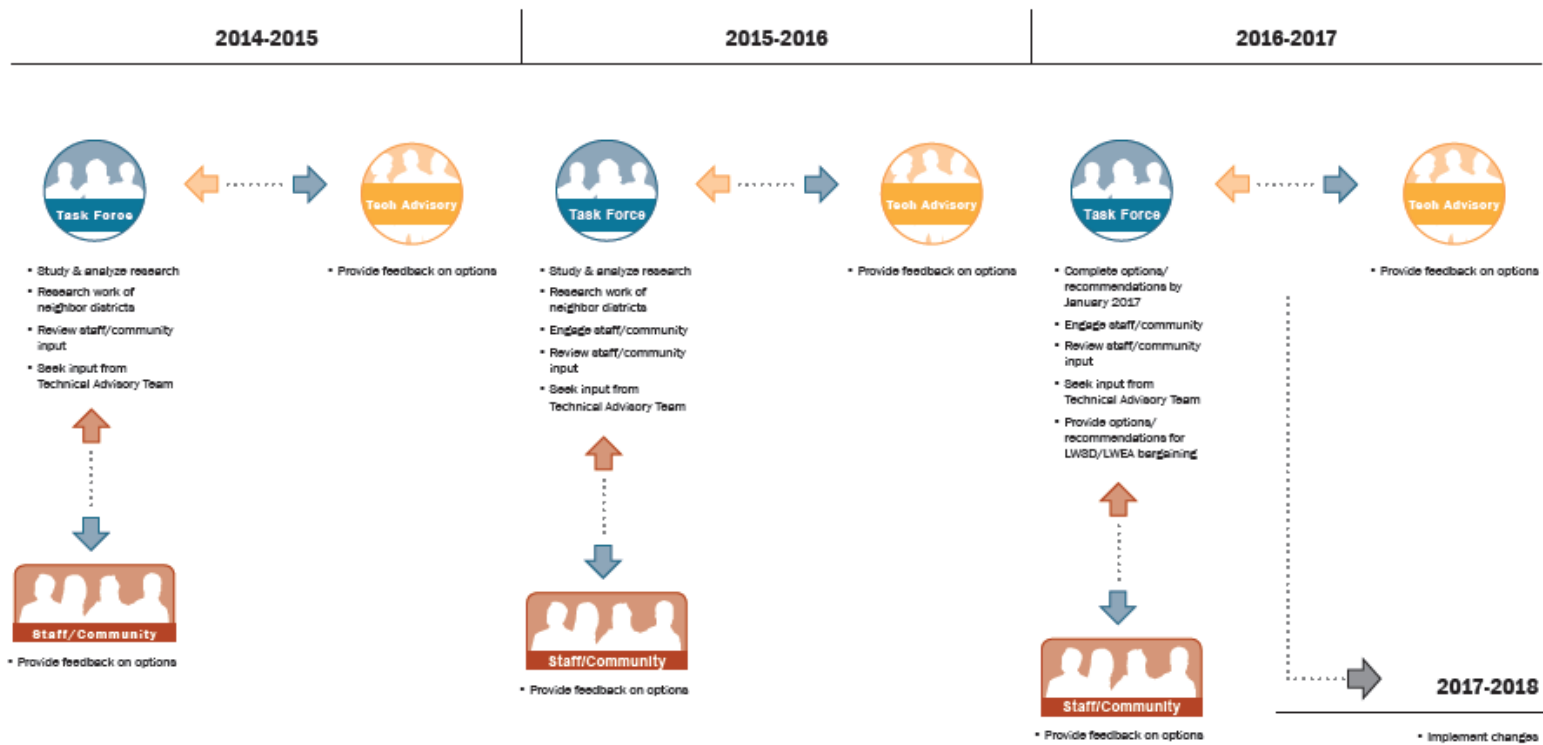 2014-2015
2015-2016
2016-2017
Task Force
Tech Advisory
• Study & analyze research
• Research work of
neighbor districts
• Review staff/community
input
• Seek input from
Technical Advisory Team
• Provide feedback on options
Staff/Community
• Provide feedback on options
Task Force
Tech Advisory
• Study & analyze research
• Research work of
neighbor districts
• Engage staff/community
• Review staff/community
input
• Seek input from
Technical Advisory Team
• Provide feedback on options
Staff/Community
• Provide feedback on options
Task Force
Tech Advisory
• Complete options/
recommendations by
January 2017
• Engage staff/community
• Review staff/community
input
• Seek input from
Technical Advisory Team
• Provide options/
recommendations for
LWSD/LWEA bargaining
• Provide feedback on options
Staff/Community
• Provide feedback on options
2017-2018
• Implement changes